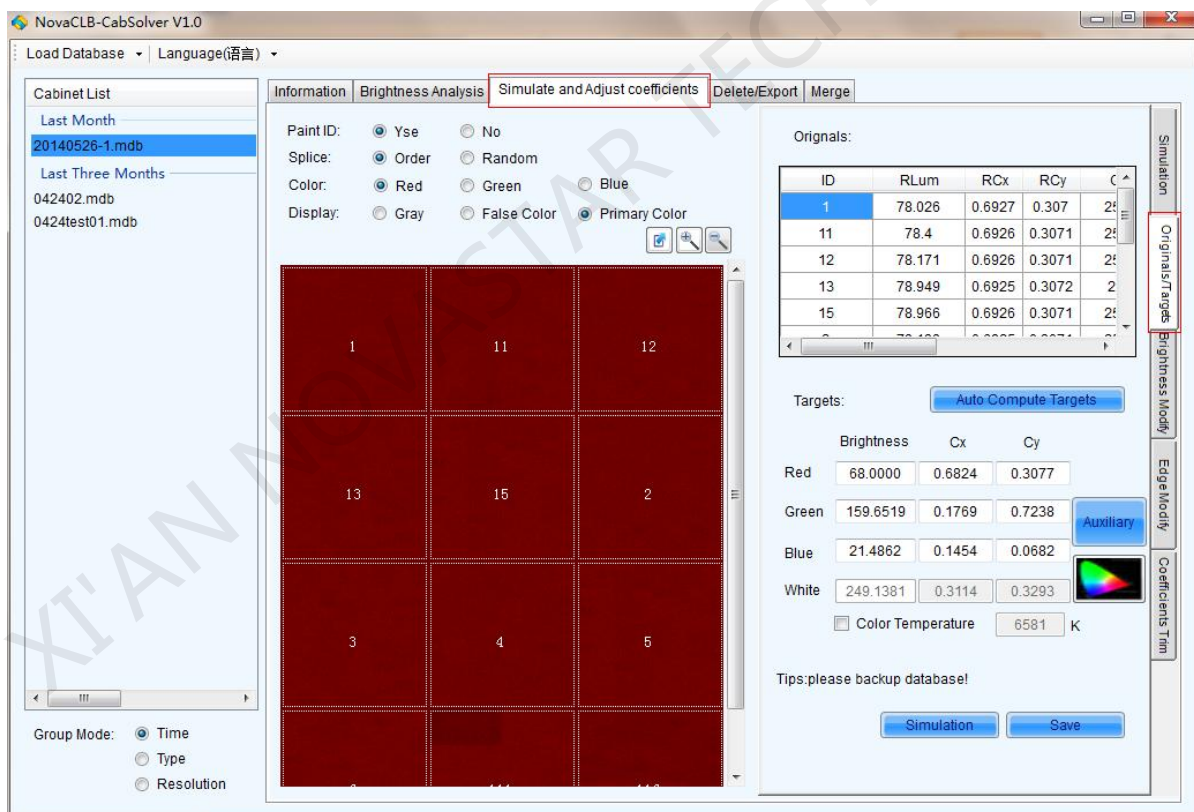 NovaCLB-CabSolver V1.0
Load Database Language(语言)
Cabinet List
Last Month
20140526-1.mdb
Last Three Months
042402.mdb
0424test01.mdb
Group Mode: Time
Type
Resolution
Information Brightness Analysis Simulate and Adjust coefficients Delete/Export Merge
Paint ID: Yse No
Splice: Order Random
Color: Red Green Blue
Display: Gray False Color Primary Color
1 11 12
13 15 2
3 4 5
Orignals:
ID RLum RCx RCy
1 78.026 0.6927 0.307
11 78.4 0.6926 0.3071
12 78.171 0.6926 0.3071
13 78.949 0.6925 0.3072
15 78.966 0.6926 0.3071
Targets: Auto Compute Targets
Brightness Cx Cy
Red 68.0000 0.6824 0.3077
Green 159.6519 0.1769 0.7238
Auxiliary
Blue 21.4862 0.1454 0.0682
White 249.1381 0.3114 0.3293
Color Temperature 6581 K
Tips:please backup database!
Simulation Save
Simulation
Originals/Targets
Brightness Modify
Edge Modify
Coefficients Trim
XI'AN NOVASTAR